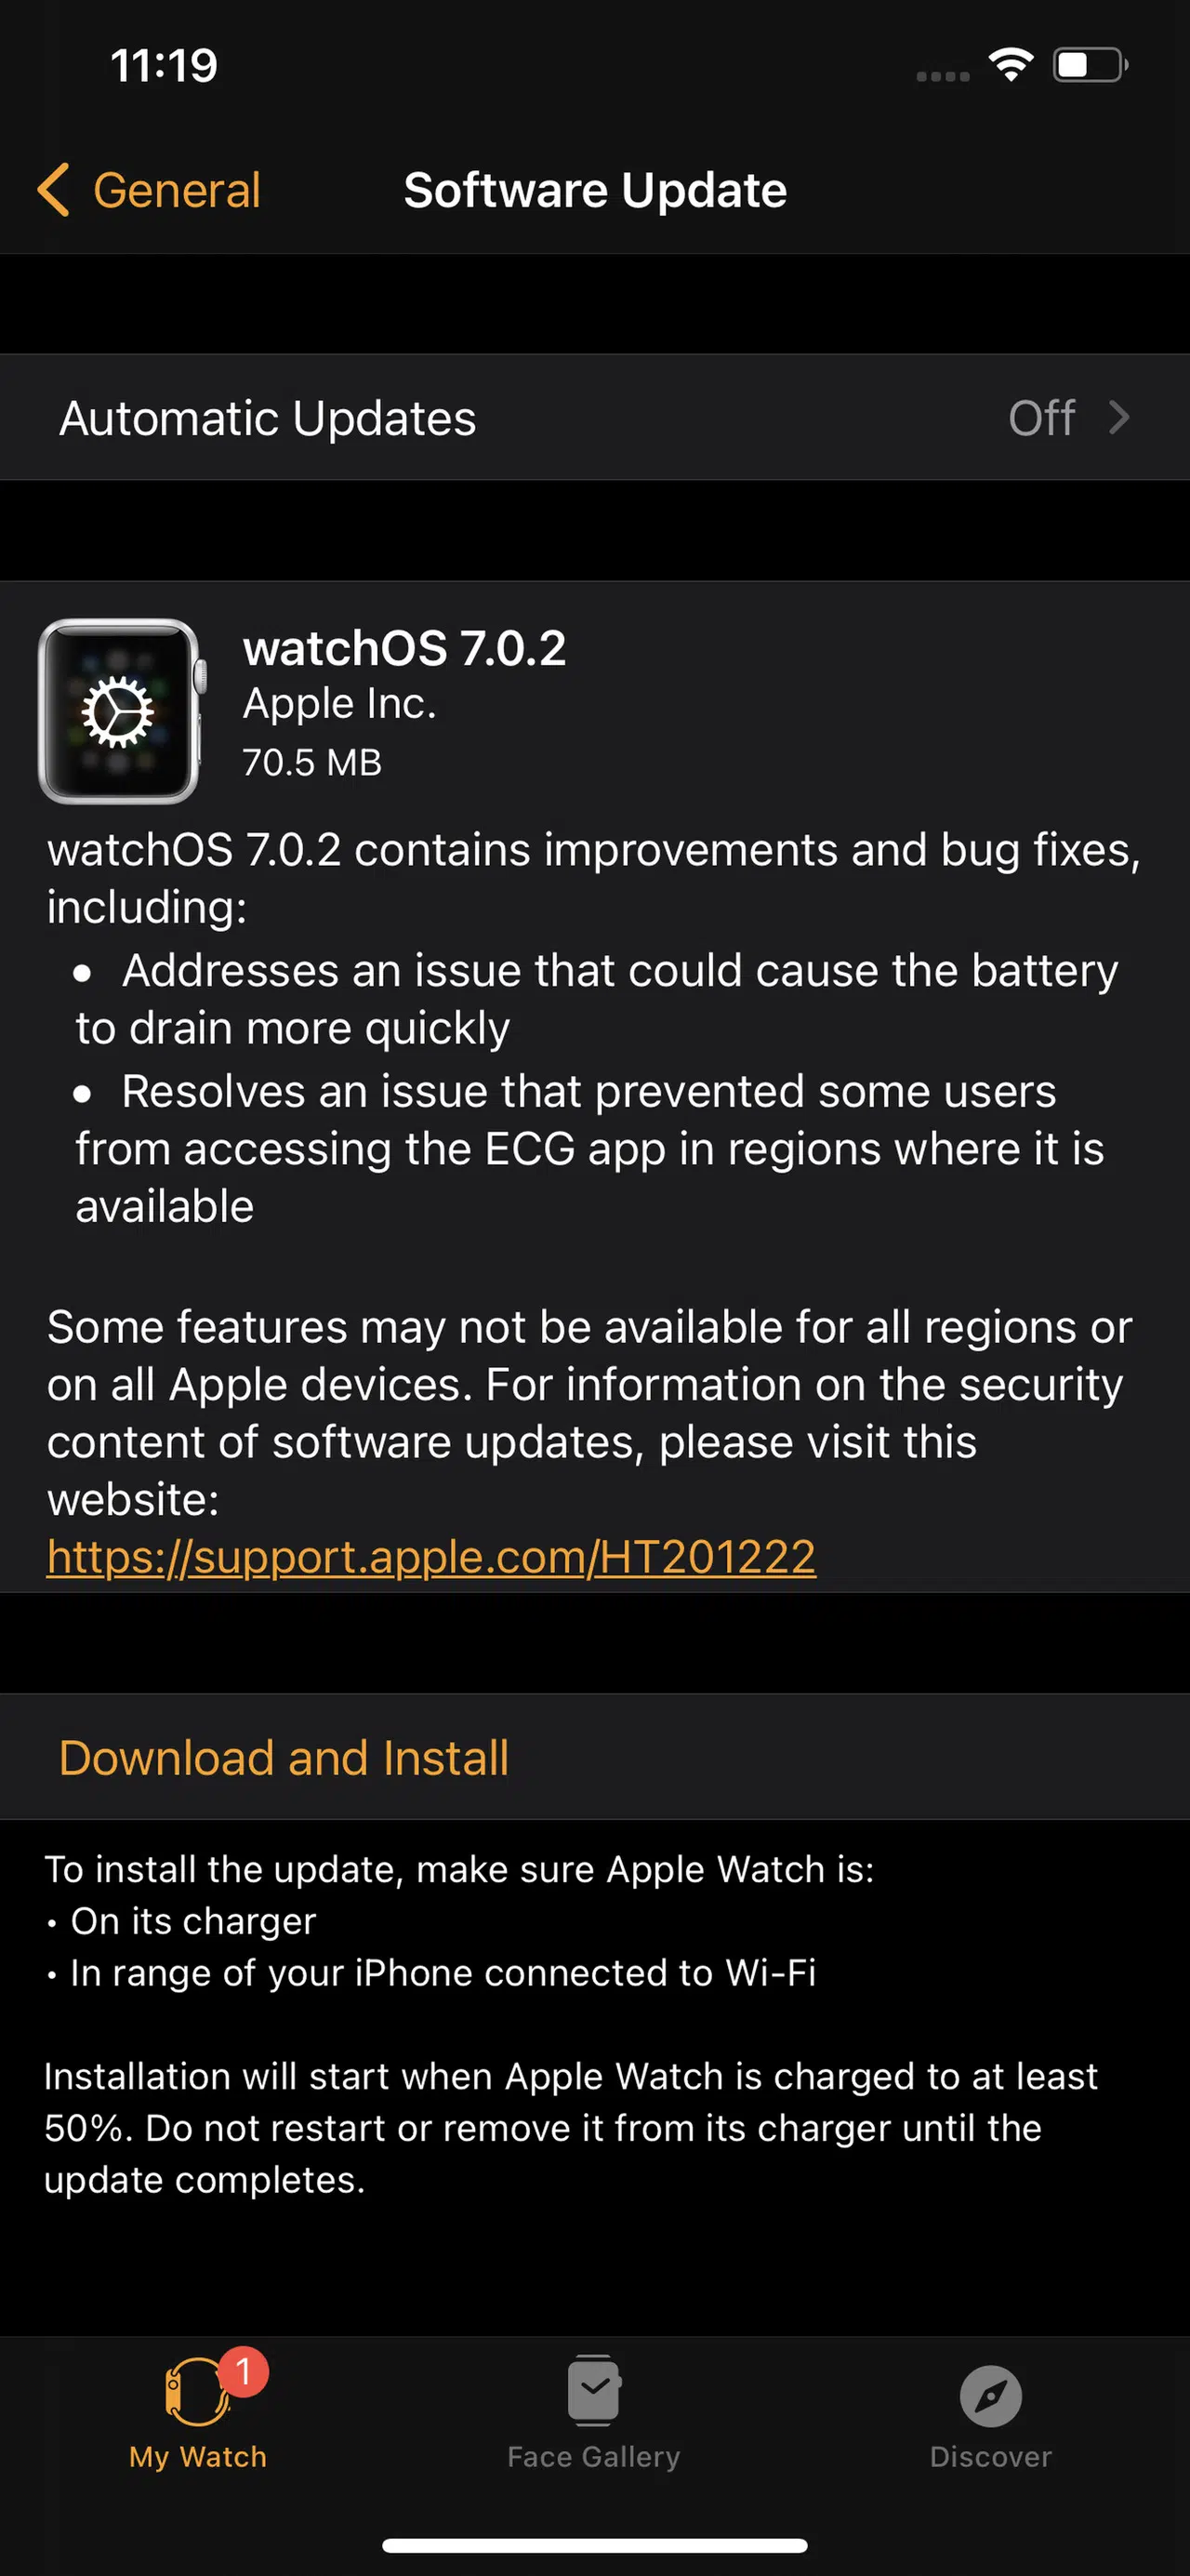 11:19
General
Software Update
Automatic Updates
Off
watchOS 7.0.2
Apple Inc.
70.5 MB
watchOS 7.0.2 contains improvements and bug fixes,
including:
• Addresses an issue that could cause the battery
to drain more quickly
• Resolves an issue that prevented some users
from accessing the ECG app in regions where it is
available
Some features may not be available for all regions or
on all Apple devices. For information on the security
content of software updates, please visit this
website:
https://support.apple.com/HT201222
Download and Install
To install the update, make sure Apple Watch is:
• On its charger
• In range of your iPhone connected to Wi-Fi
Installation will start when Apple Watch is charged to at least
50%. Do not restart or remove it from its charger until the
update completes.
1
My Watch
Face Gallery
Discover